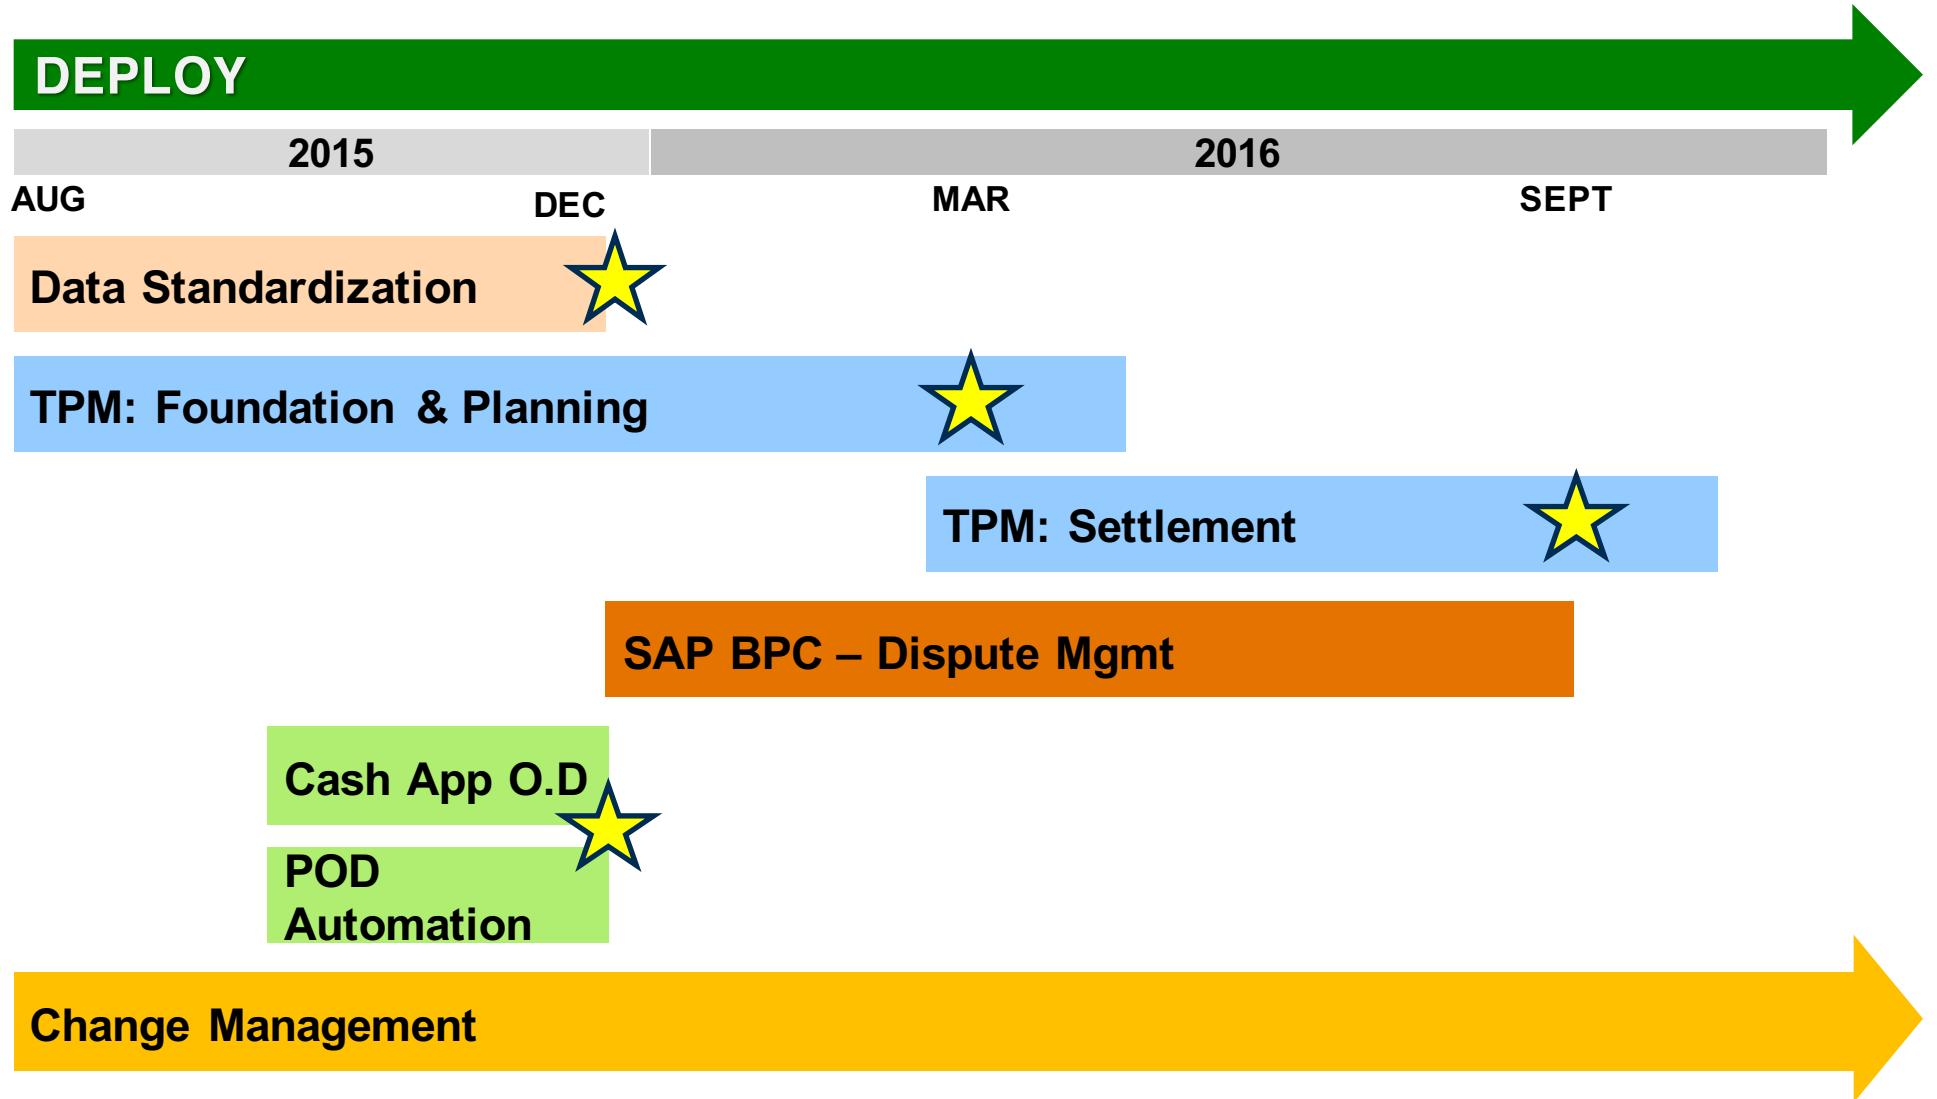 DEPLOY
2015
2016
AUG
DEC
MAR
SEPT
Data Standardization
TPM: Foundation & Planning
TPM: Settlement
SAP BPC – Dispute Mgmt
Cash App O.D
POD
Automation
Change Management